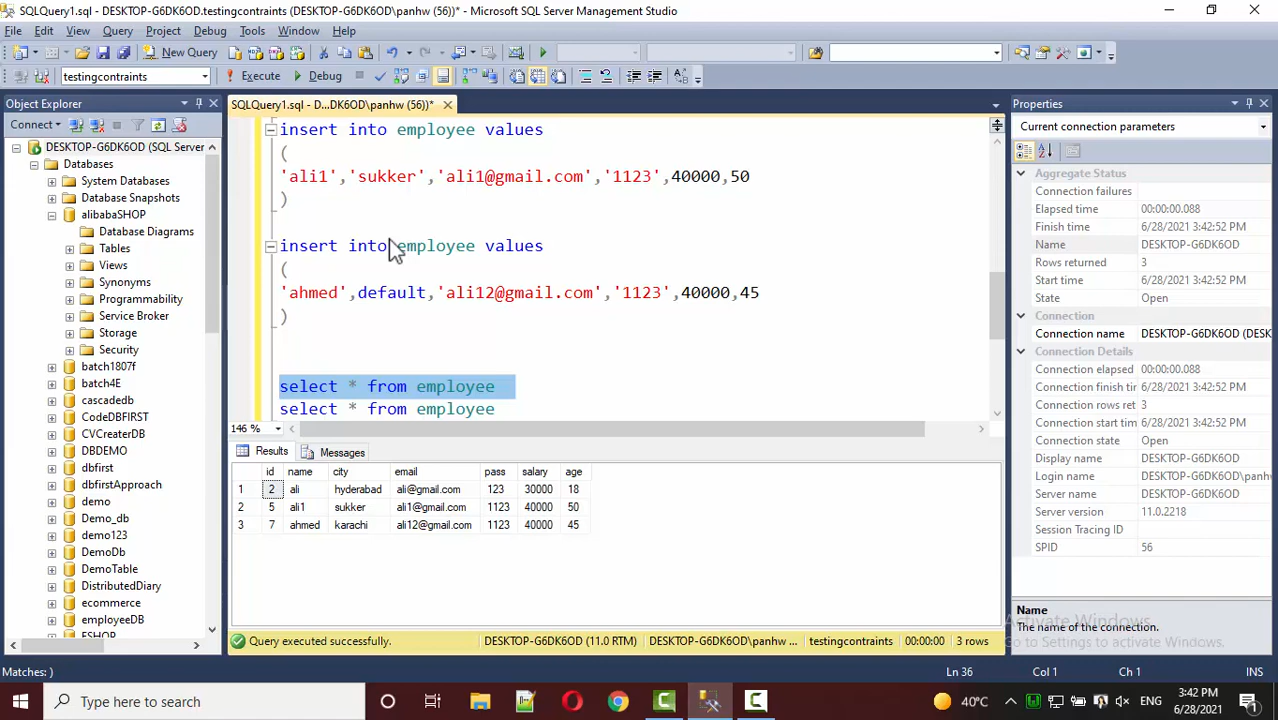 SQLQuery1.sql - DESKTOP-G6DK6OD.testingcontraints (DESKTOP-G6DK6OD\panhw (56))* - Microsoft SQL Server Management Studio
File Edit View Query Project Debug Tools Window Help
New Query
testingcontraints Execute Debug
Object Explorer
Connect
DESKTOP-G6DK6OD (SQL Server
Databases
System Databases
Database Snapshots
alibabaSHOP
Database Diagrams
Tables
Views
Synonyms
Programmability
Service Broker
Storage
Security
batch1807f
batch4E
cascadedb
CodeDBFIRST
CVCreaterDB
DBDEMO
dbfirst
dbfirstApproach
demo
Demo_db
demo123
DemoDb
DemoTable
DistributedDiary
ecommerce
employeeDB
SQLQuery1.sql - D...DK6OD\panhw (56))*
insert into employee values
(
'ali1','sukker','ali1@gmail.com','1123',40000,50
)
insert into employee values
(
'ahmed',default,'ali12@gmail.com','1123',40000,45
)
select * from employee
select * from employee
146 %
Results Messages
id name city email pass salary age
1 2 ali hyderabad ali@gmail.com 123 30000 18
2 5 ali1 sukker ali1@gmail.com 1123 40000 50
3 7 ahmed karachi ali12@gmail.com 1123 40000 45
Query executed successfully. DESKTOP-G6DK6OD (11.0 RTM) DESKTOP-G6DK6OD\panhw ... testingcontraints 00:00:00 3 rows
Properties
Current connection parameters
Aggregate Status
Connection failures
Elapsed time 00:00:00.088
Finish time 6/28/2021 3:42:52 PM
Name DESKTOP-G6DK6OD
Rows returned 3
Start time 6/28/2021 3:42:52 PM
State Open
Connection
Connection name DESKTOP-G6DK6OD (DESK
Connection Details
Connection elapsed 00:00:00.088
Connection finish tim 6/28/2021 3:42:52 PM
Connection rows ret 3
Connection start tim 6/28/2021 3:42:52 PM
Connection state Open
Display name DESKTOP-G6DK6OD
Login name DESKTOP-G6DK6OD\panh
Server name DESKTOP-G6DK6OD
Server version 11.0.2218
Session Tracing ID
SPID 56
Name
The name of the connection.
Activate Windows
Go to Settings to activate Windows.
Matches: ) Ln 36 Col 1 Ch 1 INS
Type here to search
40°C ENG
3:42 PM
6/28/2021